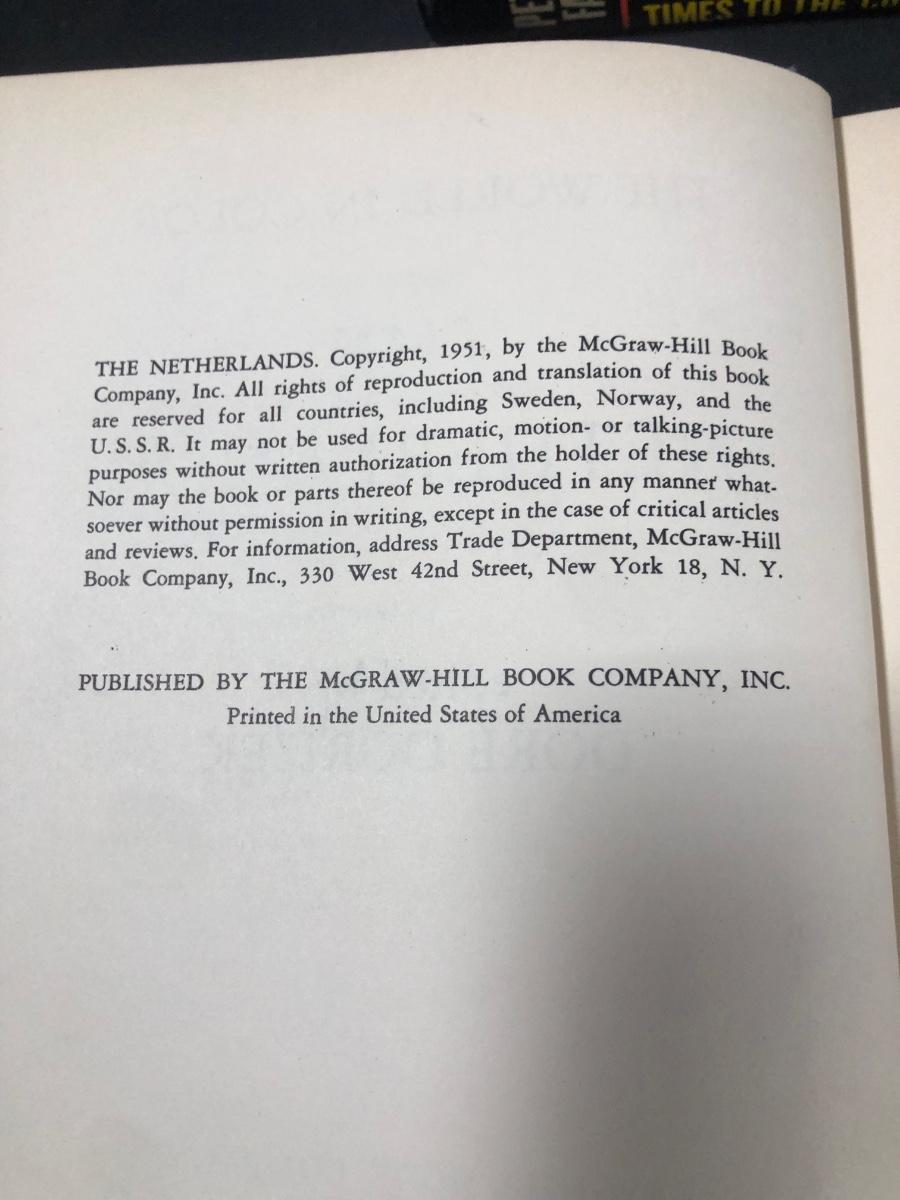 TIMES TO THE
THE WORLD IN COLOR
THE NETHERLANDS. Copyright, 1951, by the McGraw-Hill Book
Company, Inc. All rights of reproduction and translation of this book
are reserved for all countries, including Sweden, Norway, and the
U.S.S.R. It may not be used for dramatic, motion- or talking-picture
purposes without written authorization from the holder of these rights.
Nor may the book or parts thereof be reproduced in any manner what-
soever without permission in writing, except in the case of critical articles
and reviews. For information, address Trade Department, McGraw-Hill
Book Company, Inc., 330 West 42nd Street, New York 18, N. Y.
PUBLISHED BY THE McGRAW-HILL BOOK COMPANY, INC.
Printed in the United States of America